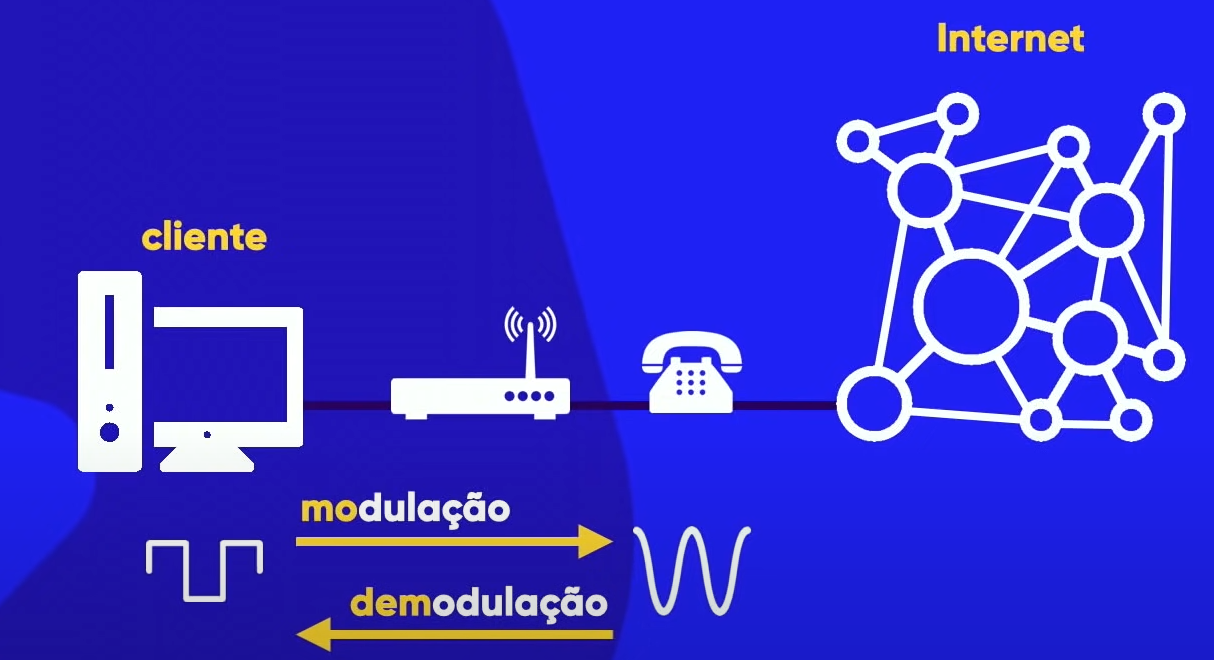 Internet
cliente
modulação
demodulação